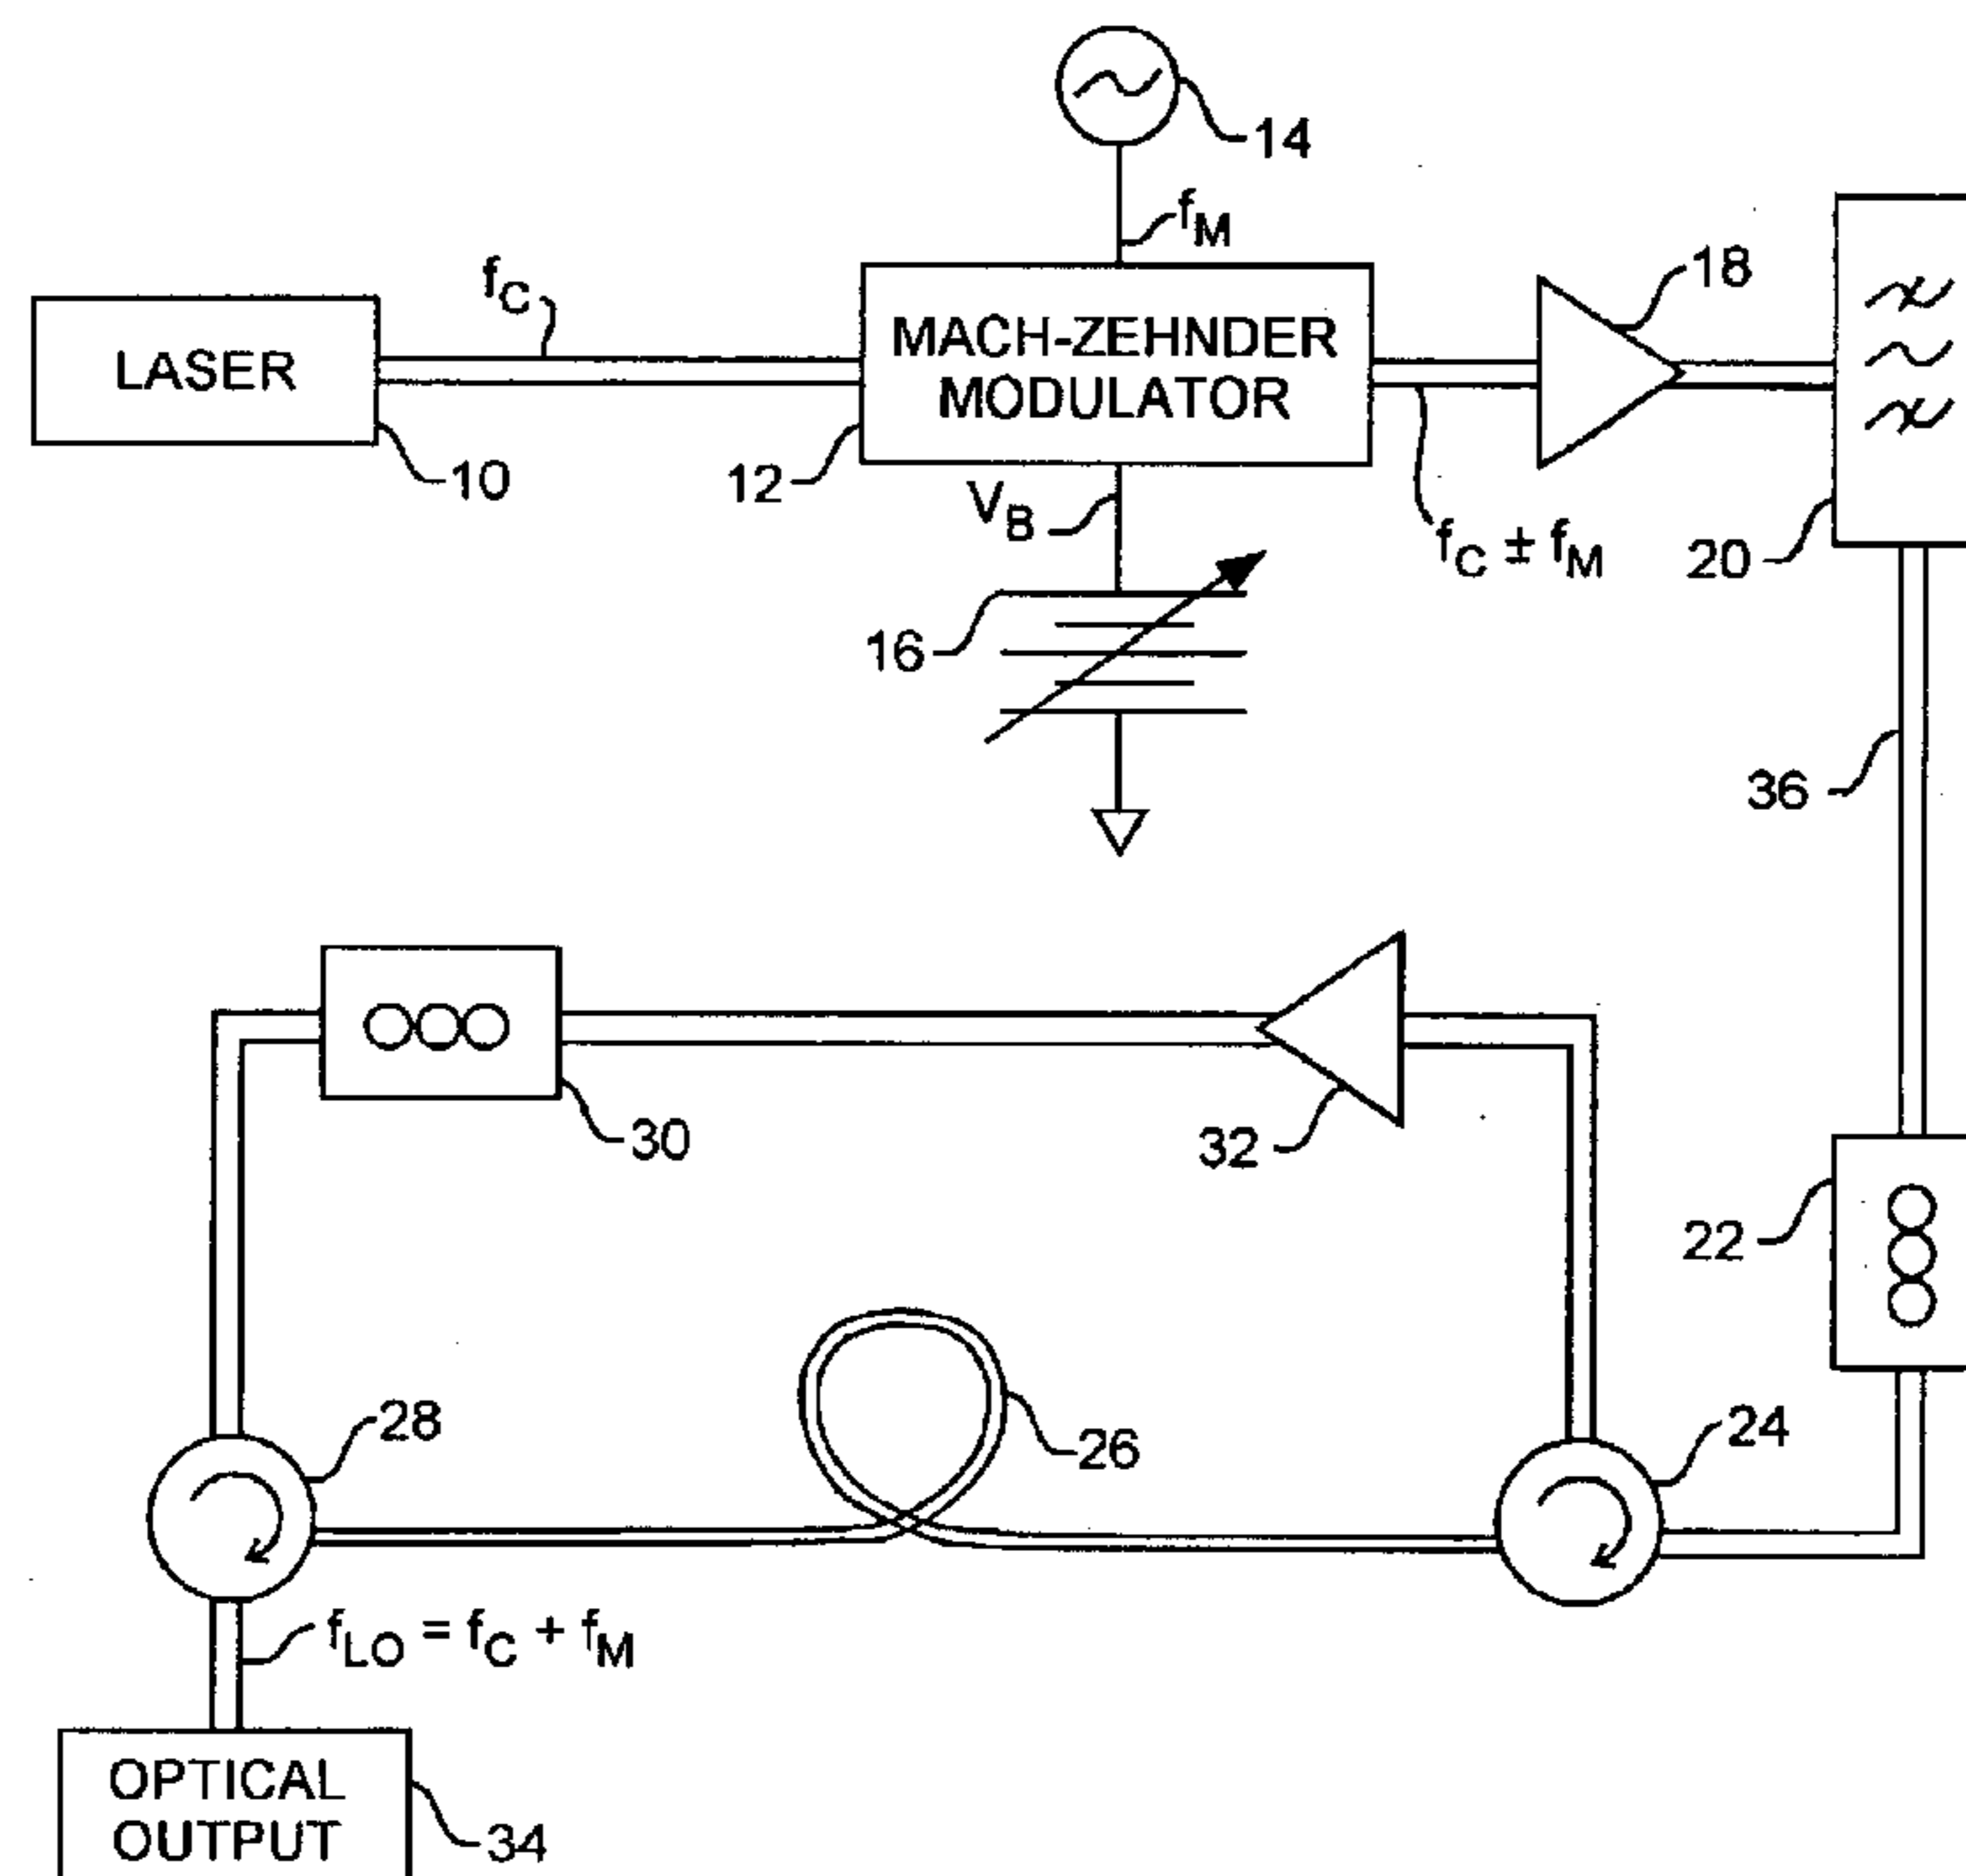 14
f_M
f_C
18
LASER
MACH-ZEHNDER
MODULATOR
10
12
V_B
f_C ± f_M
20
16
36
30
32
22
28
26
24
f_LO = f_C + f_M
OPTICAL
OUTPUT
34